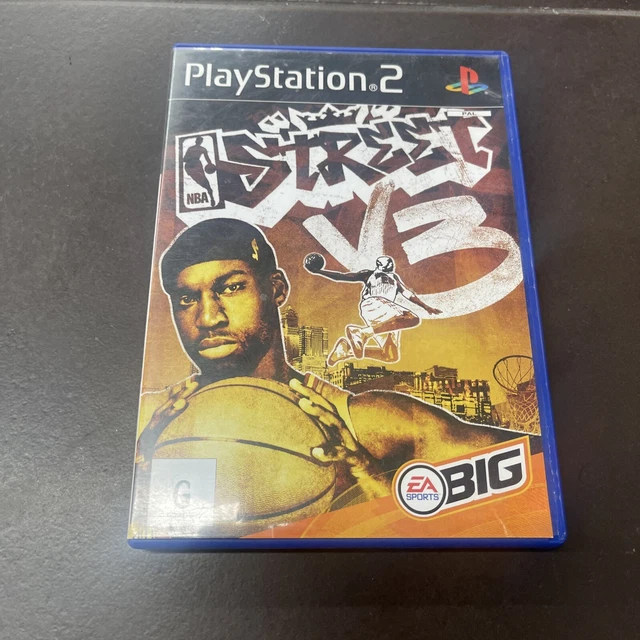 PlayStation®2
PAL
NBA
STREET
V3
G
EA
SPORTS
BIG